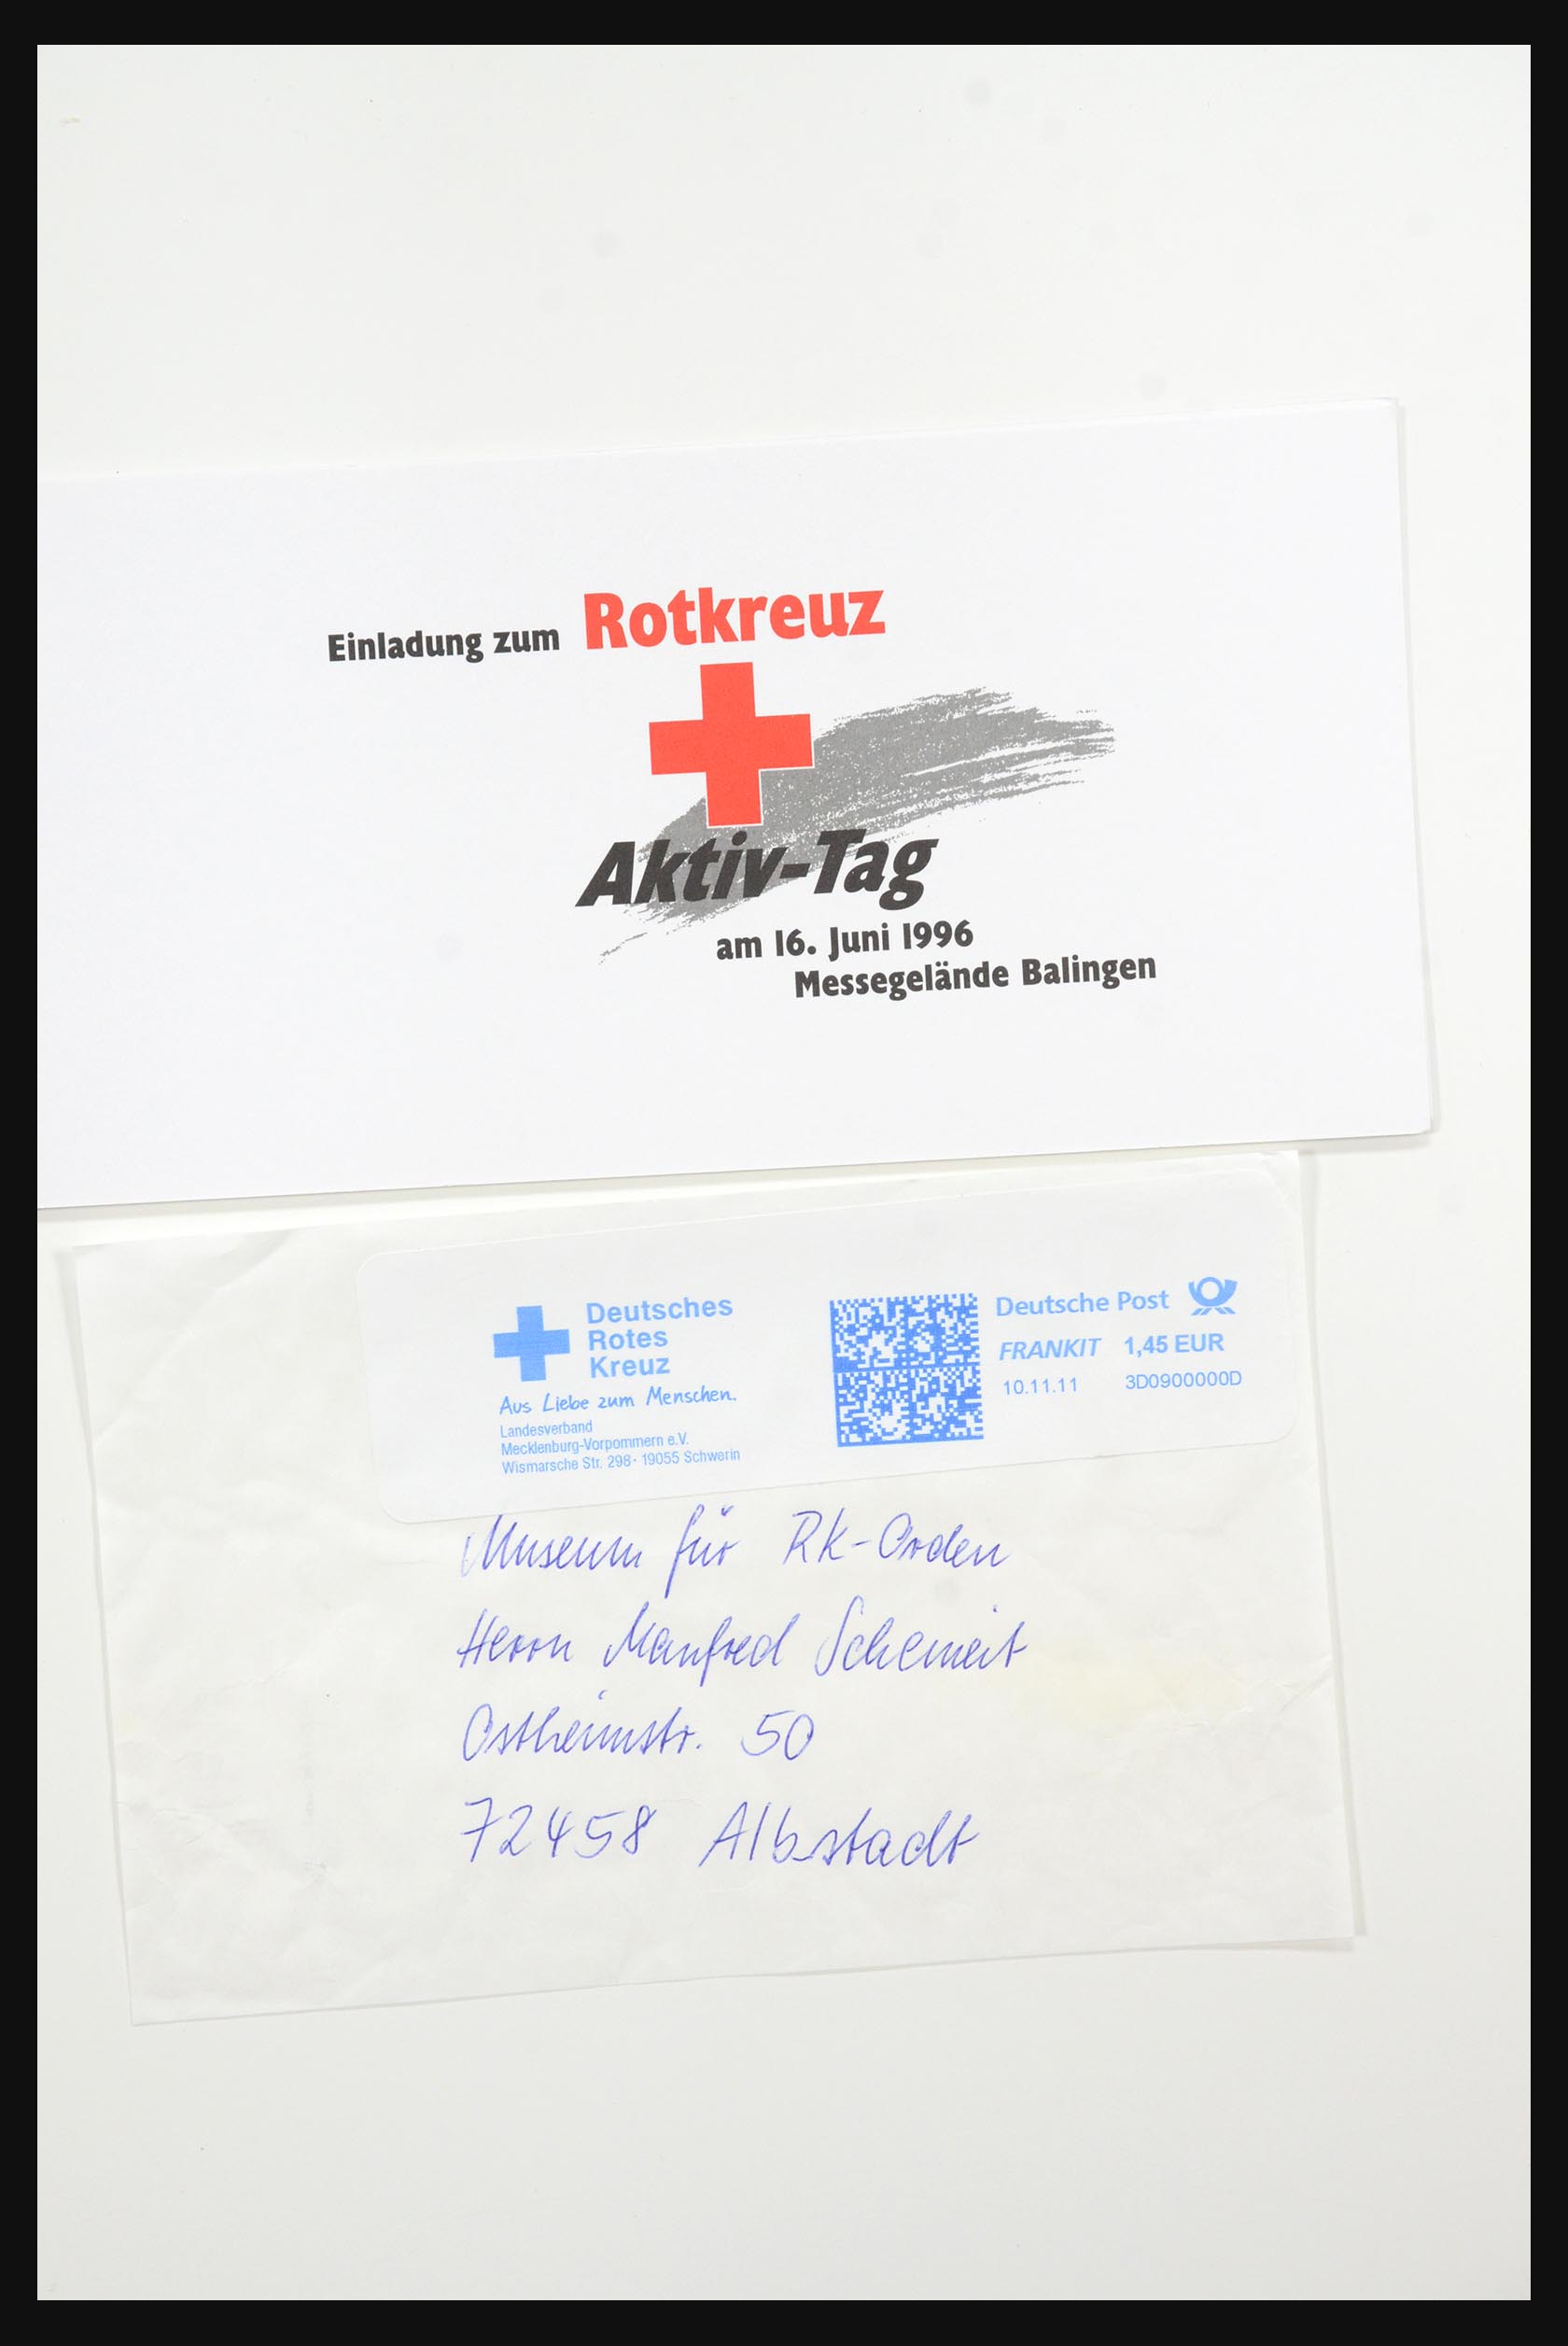 Einladung zum Rotkreuz
Aktiv-Tag
am 16. Juni 1996
Messegelände Balingen
Deutsches
Rotes
Kreuz
Aus Liebe zum Menschen.
Landesverband
Mecklenburg-Vorpommern e.V.
Wismarsche Str. 298 · 19055 Schwerin
Deutsche Post
FRANKIT 1,45 EUR
10.11.11 3D0900000D
Museum für RK-Orden
Herrn Manfred
Ostheimstr. 50
72458 Albstadt